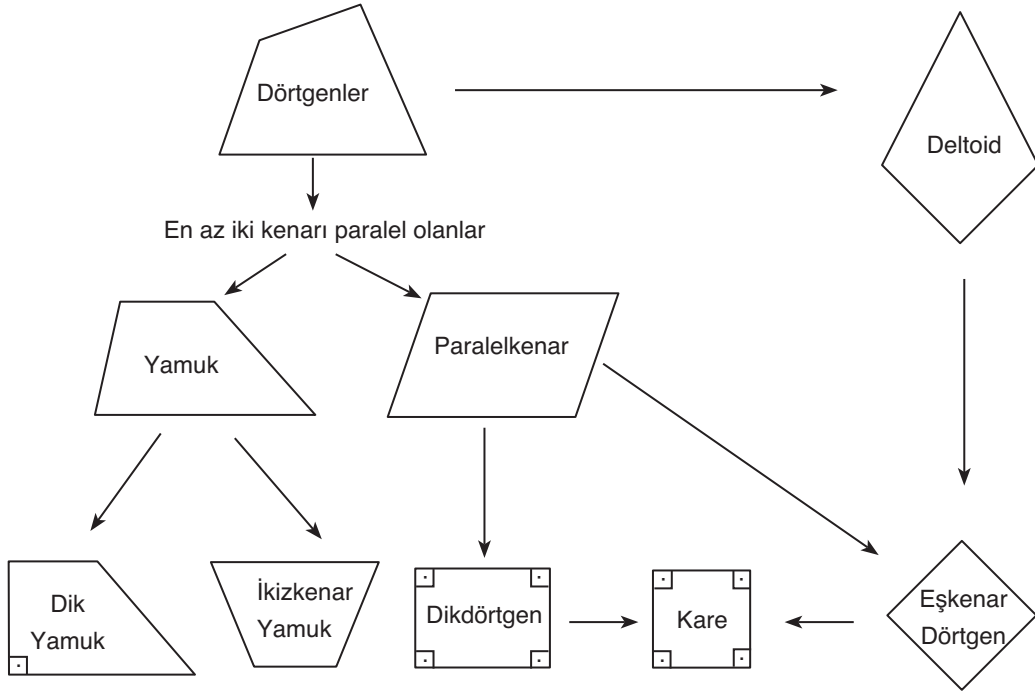 Dörtgenler
Deltoid
En az iki kenarı paralel olanlar
Yamuk
Paralelkenar
Dik
Yamuk
İkizkenar
Yamuk
Dikdörtgen
Kare
Eşkenar
Dörtgen